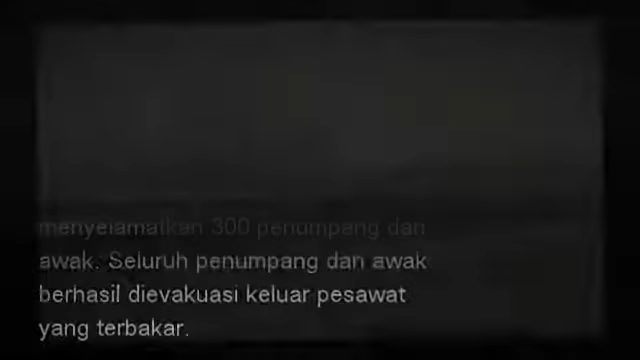 menyelamatkan 300 penumpang dan
awak. Seluruh penumpang dan awak
berhasil dievakuasi keluar pesawat
yang terbakar.